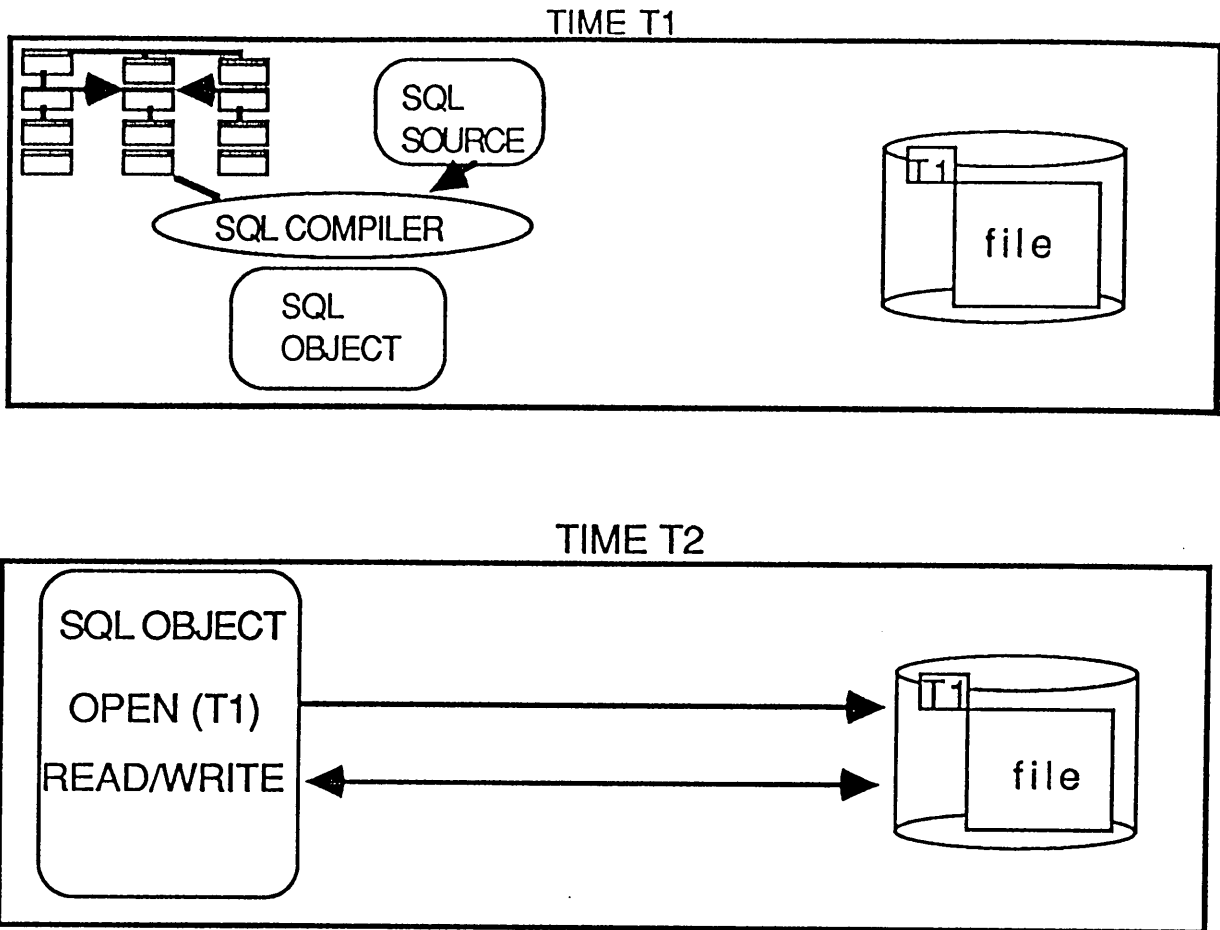 TIME T1
SQL
SOURCE
T1
SQL COMPILER
file
SQL
OBJECT
TIME T2
SQL OBJECT
T1
OPEN (T1)
READ/WRITE
file